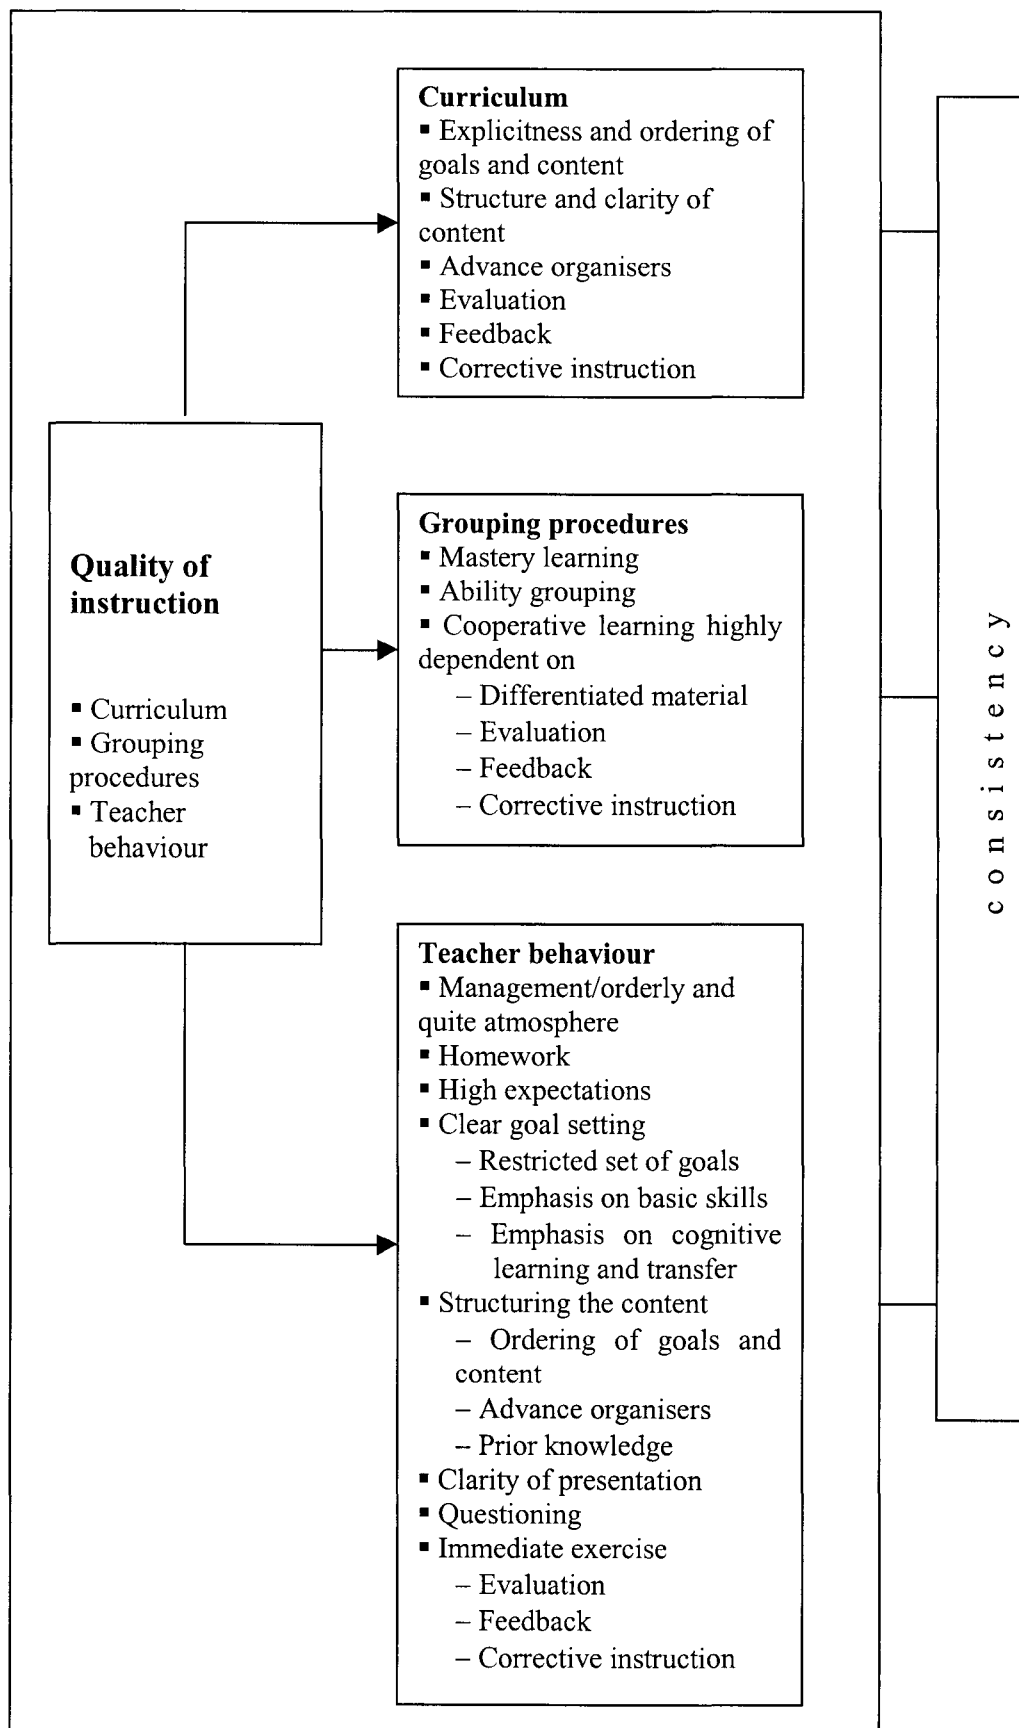 Curriculum
▪ Explicitness and ordering of
goals and content
▪ Structure and clarity of
content
▪ Advance organisers
▪ Evaluation
▪ Feedback
▪ Corrective instruction
Quality of
instruction
▪ Curriculum
▪ Grouping
procedures
▪ Teacher
behaviour
Grouping procedures
▪ Mastery learning
▪ Ability grouping
▪ Cooperative learning highly
dependent on
– Differentiated material
– Evaluation
– Feedback
– Corrective instruction
Teacher behaviour
▪ Management/orderly and
quite atmosphere
▪ Homework
▪ High expectations
▪ Clear goal setting
– Restricted set of goals
– Emphasis on basic skills
– Emphasis on cognitive
learning and transfer
▪ Structuring the content
– Ordering of goals and
content
– Advance organisers
– Prior knowledge
▪ Clarity of presentation
▪ Questioning
▪ Immediate exercise
– Evaluation
– Feedback
– Corrective instruction
consistency